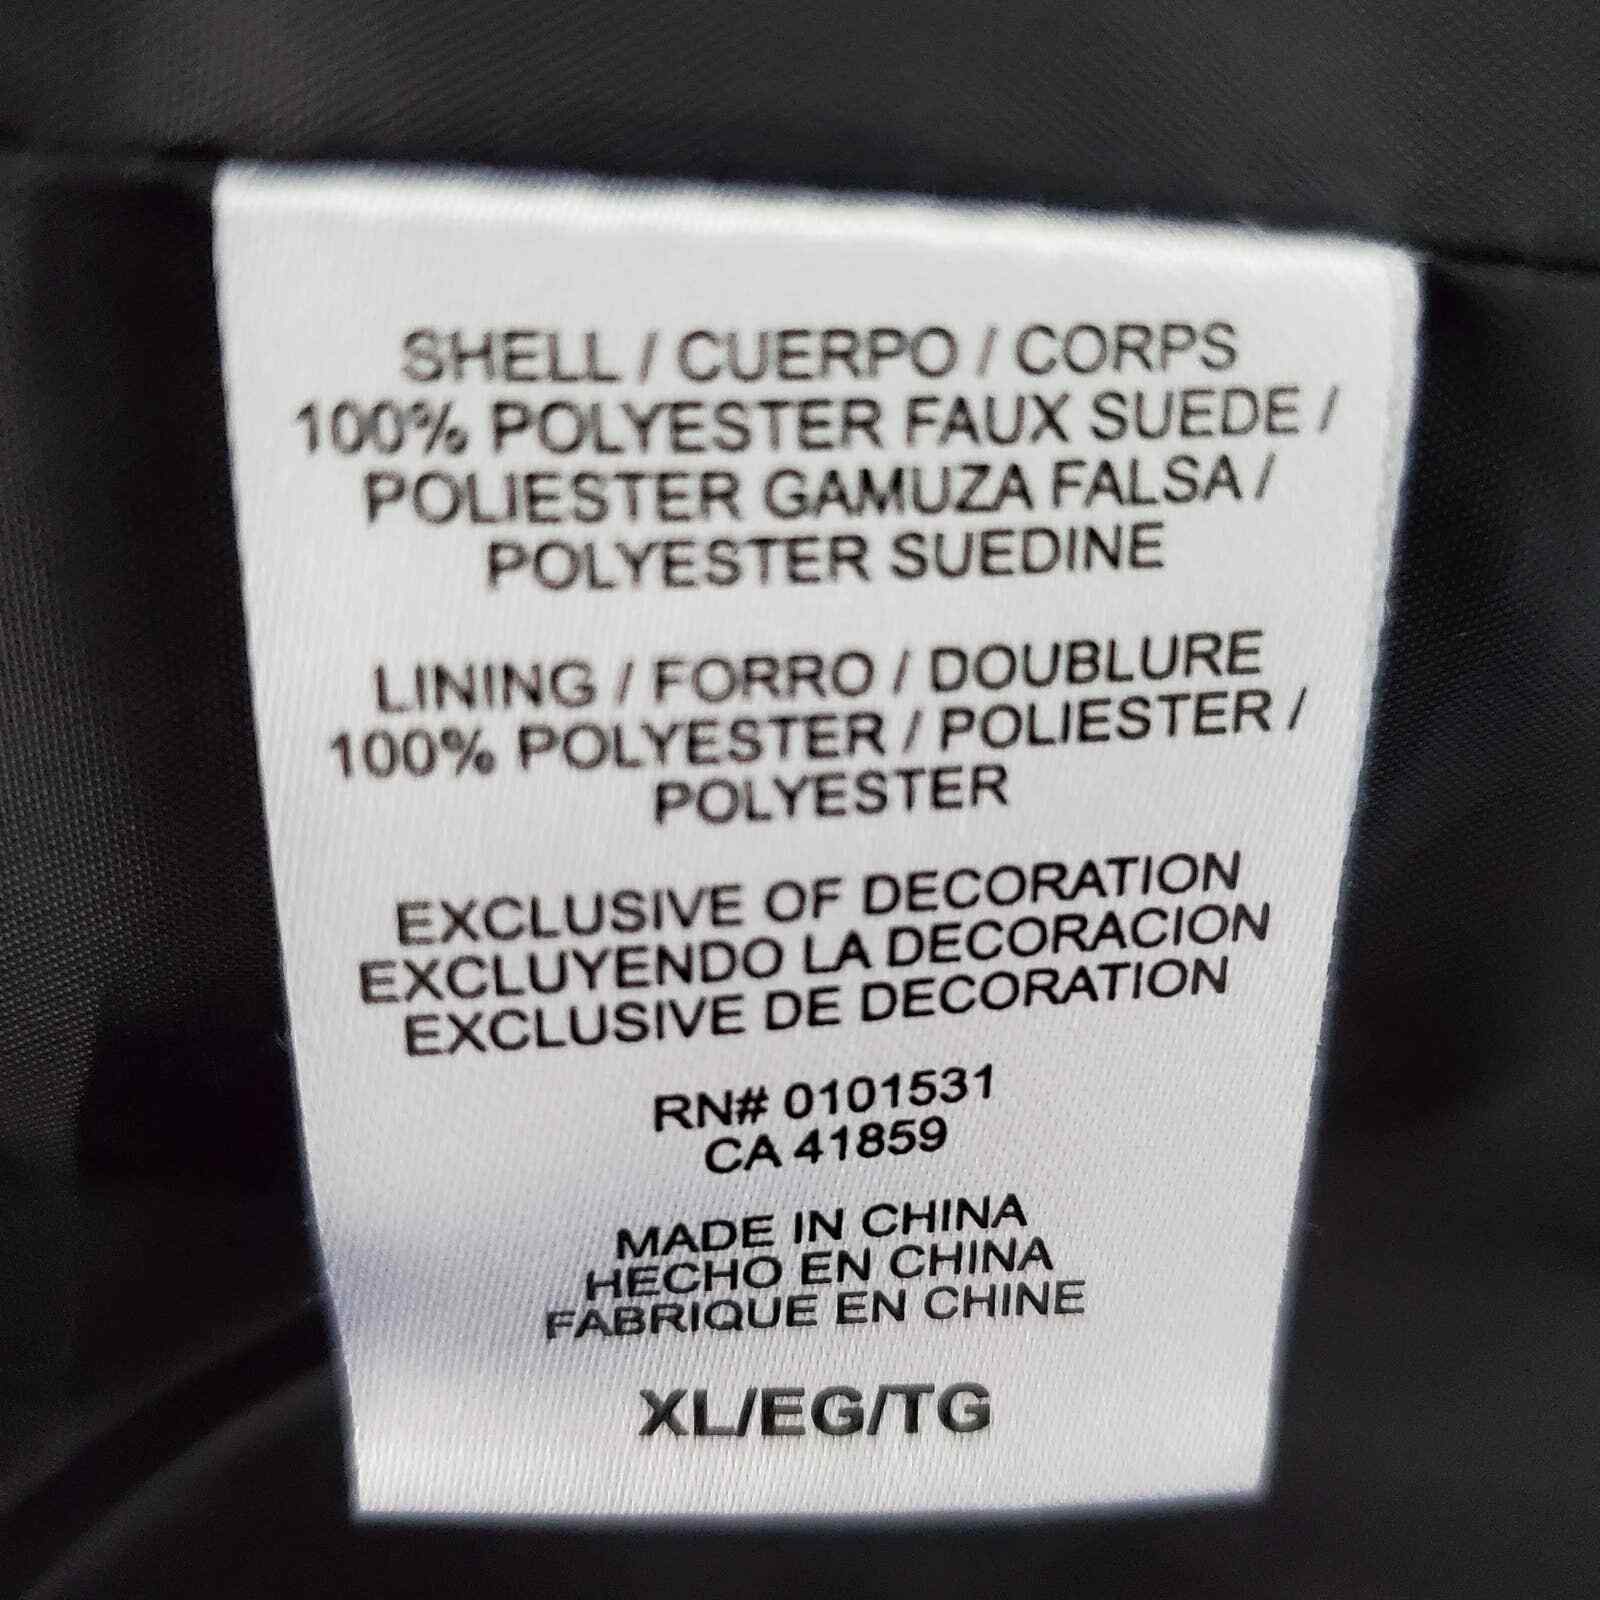 SHELL / CUERPO / CORPS
100% POLYESTER FAUX SUEDE /
POLIESTER GAMUZA FALSA /
POLYESTER SUEDINE
LINING / FORRO / DOUBLURE
100% POLYESTER / POLIESTER /
POLYESTER
EXCLUSIVE OF DECORATION
EXCLUYENDO LA DECORACION
EXCLUSIVE DE DECORATION
RN# 0101531
CA 41859
MADE IN CHINA
HECHO EN CHINA
FABRIQUE EN CHINE
XL/EG/TG